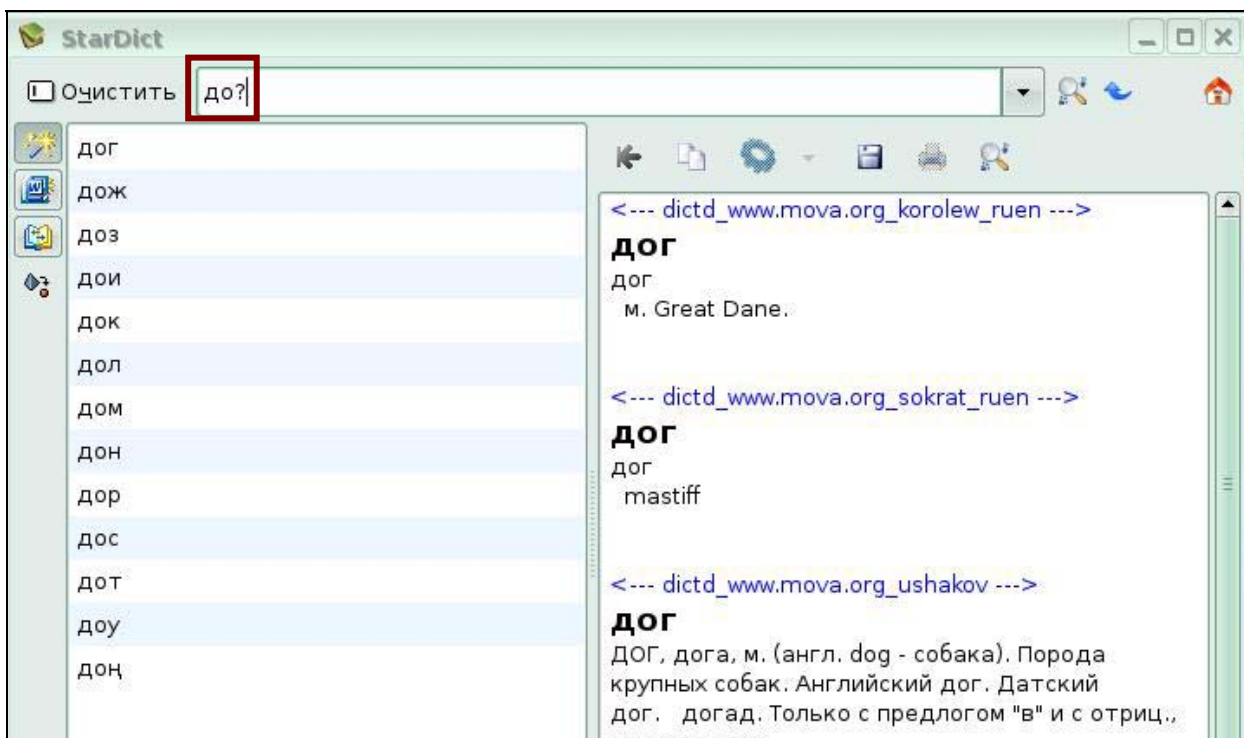 StarDict
Очистить до?
дог
дож
доз
дои
док
дол
дом
дон
дор
дос
дот
доу
доң
<--- dictd_www.mova.org_korolew_ruen --->
дог
дог
м. Great Dane.
<--- dictd_www.mova.org_sokrat_ruen --->
дог
дог
mastiff
<--- dictd_www.mova.org_ushakov --->
дог
ДОГ, дога, м. (англ. dog - собака). Порода
крупных собак. Английский дог. Датский
дог. догад. Только с предлогом "в" и с отриц.,